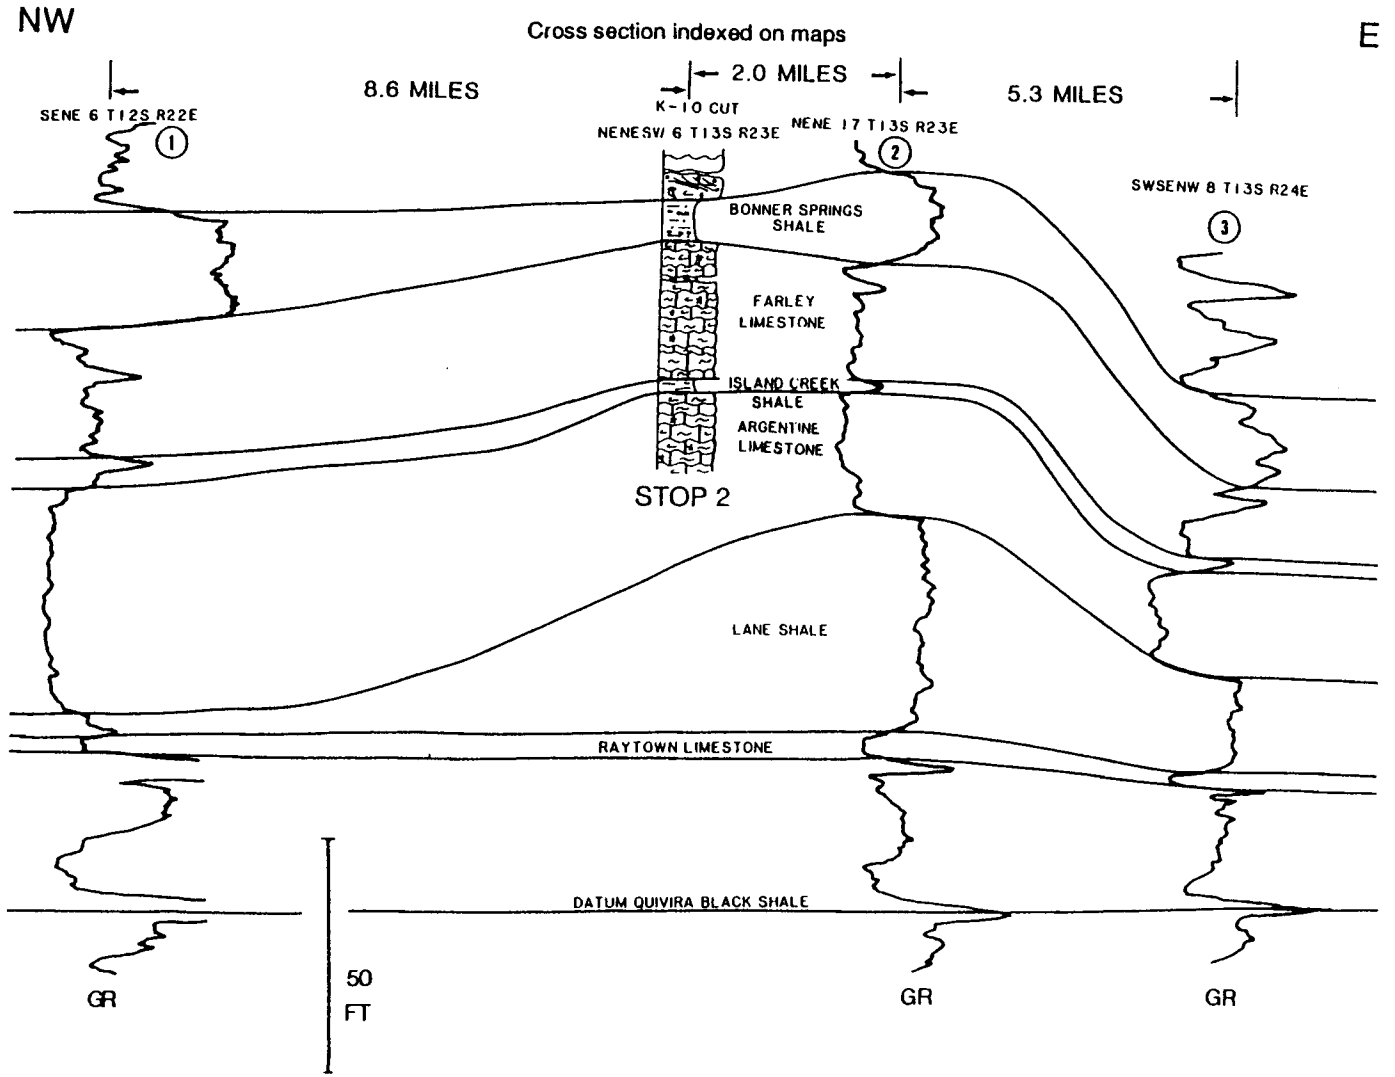 NW
Cross section indexed on maps
E
8.6 MILES
2.0 MILES
5.3 MILES
K-10 CUT
SENE 6 T12S R22E
NENESW 6 T13S R23E
NENE 17 T13S R23E
SWSENW 8 T13S R24E
1
2
3
BONNER SPRINGS
SHALE
FARLEY
LIMESTONE
ISLAND CREEK
SHALE
ARGENTINE
LIMESTONE
STOP 2
LANE SHALE
RAYTOWN LIMESTONE
DATUM QUIVIRA BLACK SHALE
50
FT
GR
GR
GR